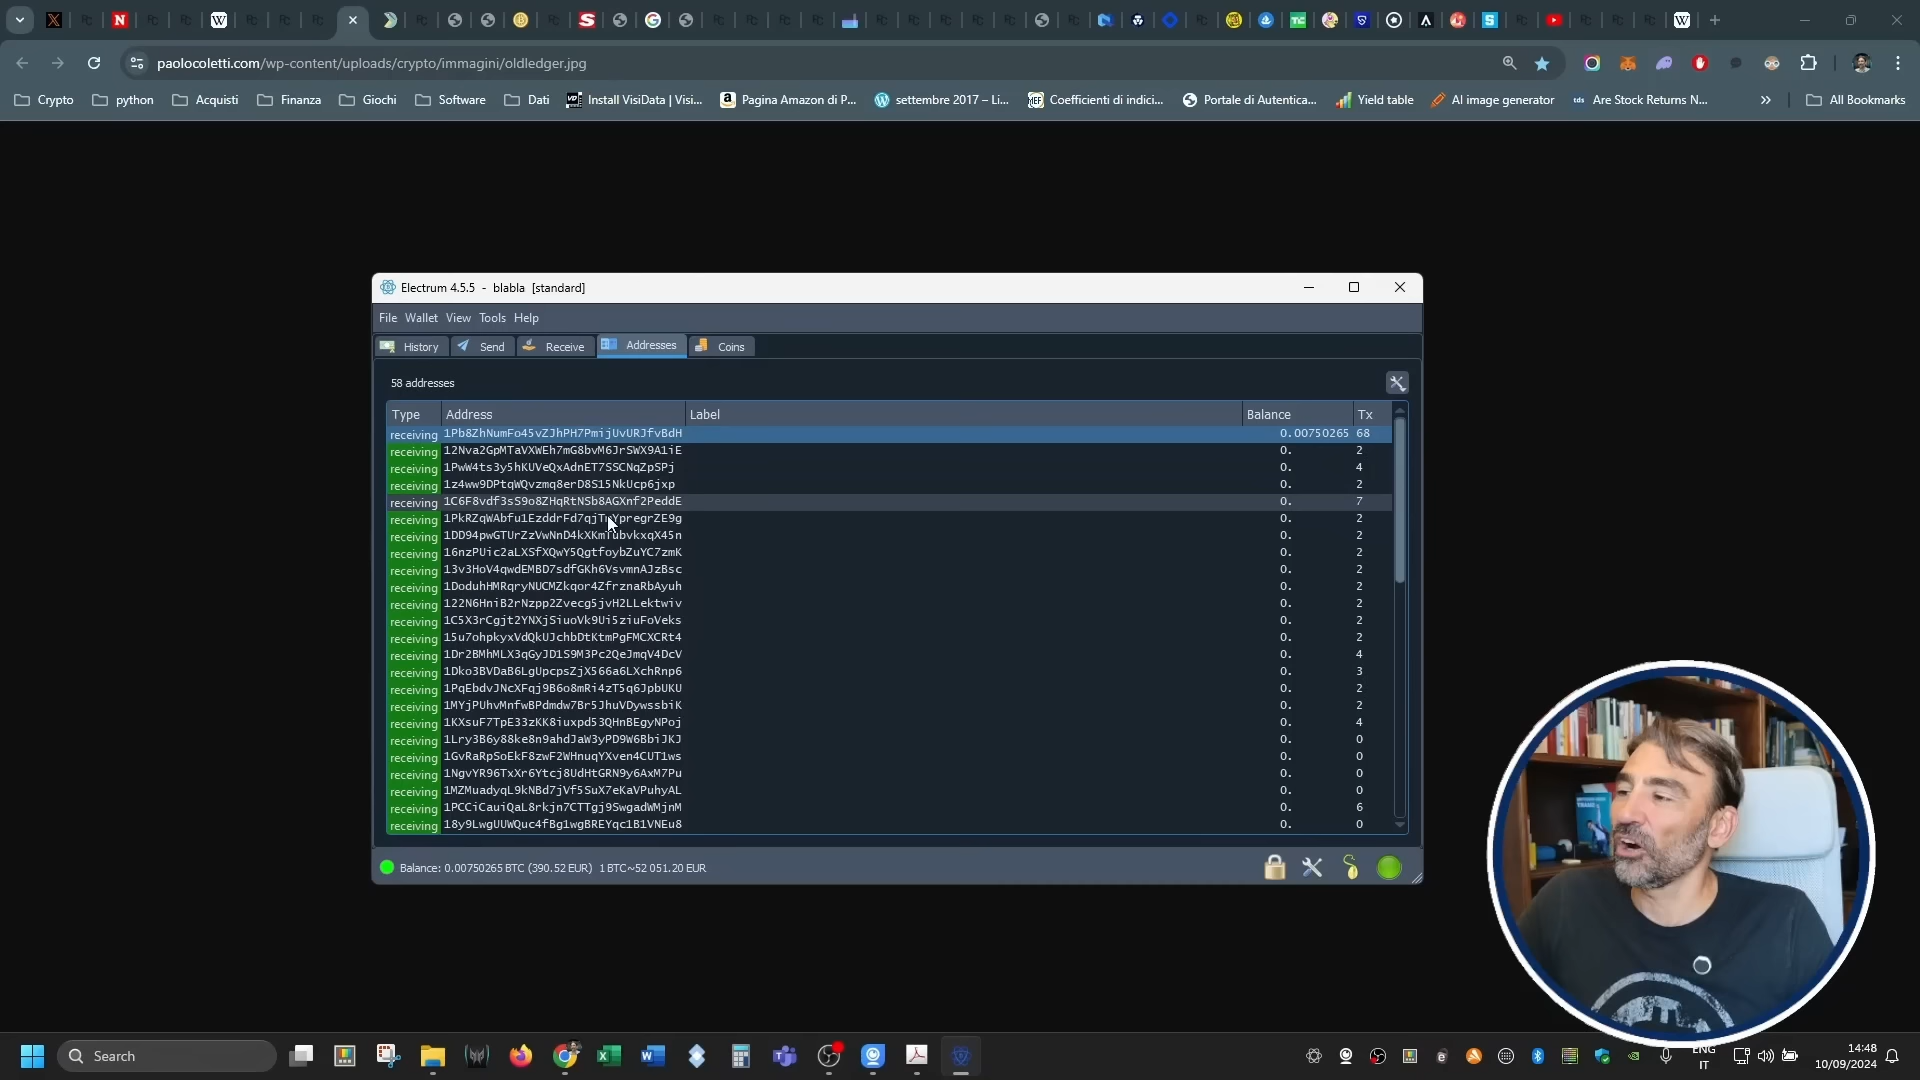 paolocoletti.com/wp-content/uploads/crypto/immagini/oldledger.jpg
Crypto python Acquisti Finanza Giochi Software Dati Install VisiData | Visi... Pagina Amazon di P... settembre 2017 – Li... Coefficienti di indici... Portale di Autentica... Yield table AI image generator Are Stock Returns N... » All Bookmarks
Electrum 4.5.5 - blabla [standard]
File Wallet View Tools Help
History Send Receive Addresses Coins
58 addresses
Type Address Label Balance Tx
receiving 1Pb8ZhNumFo45vZJhPH7PmijUvURJfvBdH 0.00750265 68
receiving 12Nva2GpMTaVXWEh7mG8bvM6JrSWX9A1iE 0. 2
receiving 1PwW4ts3y5hKUVeQxAdnET7SSCNqZpSPj 0. 4
receiving 1z4ww9DPtqWQvzmq8erD8S15NkUcp6jxp 0. 2
receiving 1C6F8vdf3sS9o8ZHqRtNSb8AGXnf2PeddE 0. 7
receiving 0. 2
receiving 1DD94pwGTUrZzVwNnD4kXKmTubvkxqX45n 0. 2
receiving 16nzPUic2aLXSfXQwY5QgtfoybZuYC7zmK 0. 2
receiving 13v3HoV4qwdEMBD7sdfGKh6VsvmnAJzBsc 0. 2
receiving 1DoduhHMRqryNUCMZkqor4ZfrznaRbAyuh 0. 2
receiving 122N6HniB2rNzpp2Zvecg5jvH2LLektwiv 0. 2
receiving 1C5X3rCgjt2YNXjSiuoVk9Ui5ziuFoVeks 0. 2
receiving 15u7ohpkyxVdQkUJchbDtKtmPgFMCXCRt4 0. 2
receiving 1Dr2BMhMLX3qGyJD1S9M3Pc2QeJmqV4DcV 0. 4
receiving 1Dko3BVDaB6LgUpcpsZjX566a6LXchRnp6 0. 3
receiving 1PqEbdvJNcXFqj9B6o8mRi4zT5q6JpbUKU 0. 2
receiving 1MYjPUhvMnfwBPdmdw7Br5JhuVDywssbiK 0. 2
receiving 1KXsuF7TpE33zKK8iuxpd53QHnBEgyNPoj 0. 4
receiving 1Lry3B6y88ke8n9ahdJaW3yPD9W6BbiJKJ 0. 0
receiving 1GvRaRpSoEkF8zwF2WHnuqYXven4CUT1ws 0. 0
receiving 1NgvYR96TxXr6Ytcj8UdHtGRN9y6AxM7Pu 0. 0
receiving 1MZMuadyqL9kNBd7jVf5SuX7eKaVPuhyAL 0. 0
receiving 1PCCiCauiQaL8rkjn7CTTgj9SwgadWMjnM 0. 6
receiving 18y9LwgUUWQuc4fBg1wgBREYqc1B1VNEu8 0. 0
Balance: 0.00750265 BTC (390.52 EUR) 1 BTC~52 051.20 EUR
Search
ENG
IT
14:48
10/09/2024